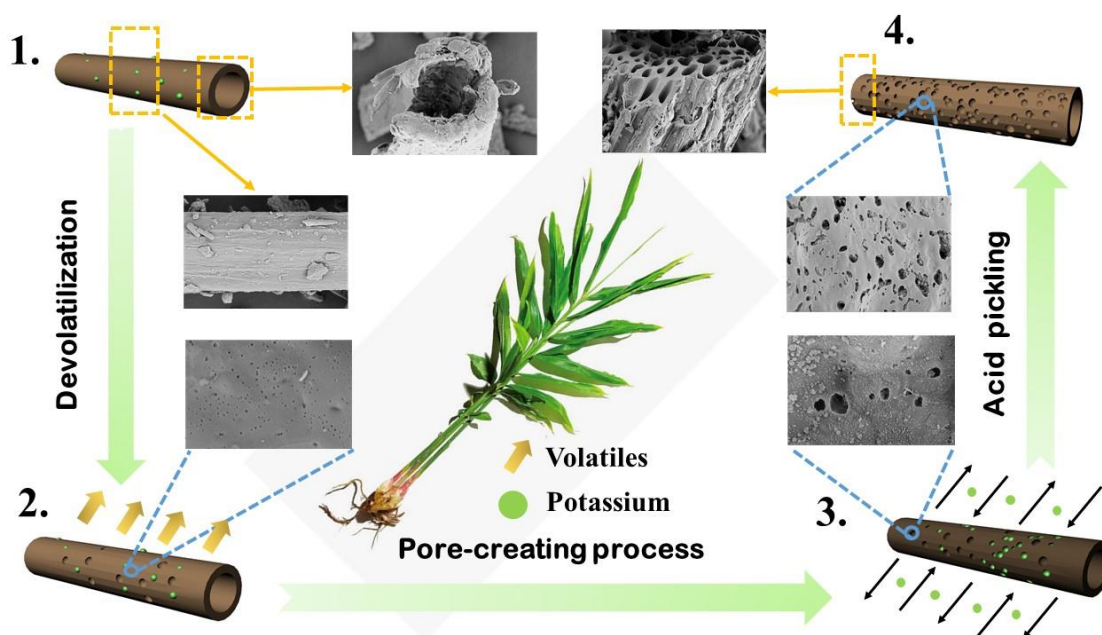 1.
4.
Devolatilization
Acid pickling
Volatiles
Potassium
2.
3.
Pore-creating process